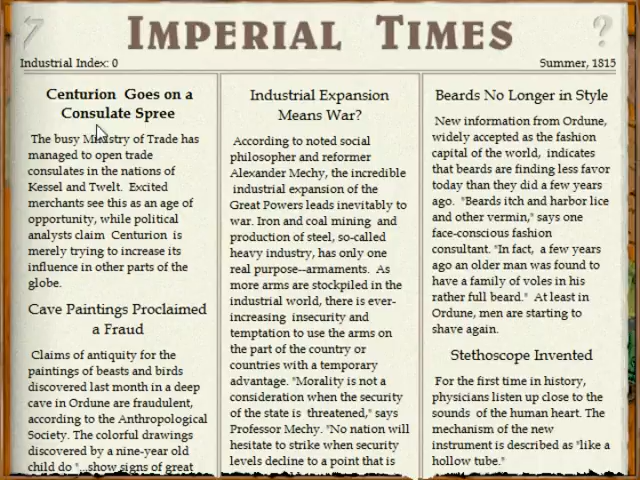 7
IMPERIAL TIMES
?
Industrial Index: 0
Summer, 1815
Centurion Goes on a
Consulate Spree
The busy Ministry of Trade has
managed to open trade
consulates in the nations of
Kessel and Twelt. Excited
merchants see this as an age of
opportunity, while political
analysts claim Centurion is
merely trying to increase its
influence in other parts of the
globe.
Cave Paintings Proclaimed
a Fraud
Claims of antiquity for the
paintings of beasts and birds
discovered last month in a deep
cave in Ordune are fraudulent,
according to the Anthropological
Society. The colorful drawings
discovered by a nine-year old
child do "...show signs of great
Industrial Expansion
Means War?
According to noted social
philosopher and reformer
Alexander Mechy, the incredible
industrial expansion of the
Great Powers leads inevitably to
war. Iron and coal mining and
production of steel, so-called
heavy industry, has only one
real purpose--armaments. As
more arms are stockpiled in the
industrial world, there is ever-
increasing insecurity and
temptation to use the arms on
the part of the country or
countries with a temporary
advantage. "Morality is not a
consideration when the security
of the state is threatened," says
Professor Mechy. "No nation will
hesitate to strike when security
levels decline to a point that is
Beards No Longer in Style
New information from Ordune,
widely accepted as the fashion
capital of the world, indicates
that beards are finding less favor
today than they did a few years
ago. "Beards itch and harbor lice
and other vermin," says one
face-conscious fashion
consultant. "In fact, a few years
ago an older man was found to
have a family of voles in his
rather full beard." At least in
Ordune, men are starting to
shave again.
Stethoscope Invented
For the first time in history,
physicians listen up close to the
sounds of the human heart. The
mechanism of the new
instrument is described as "like a
hollow tube."